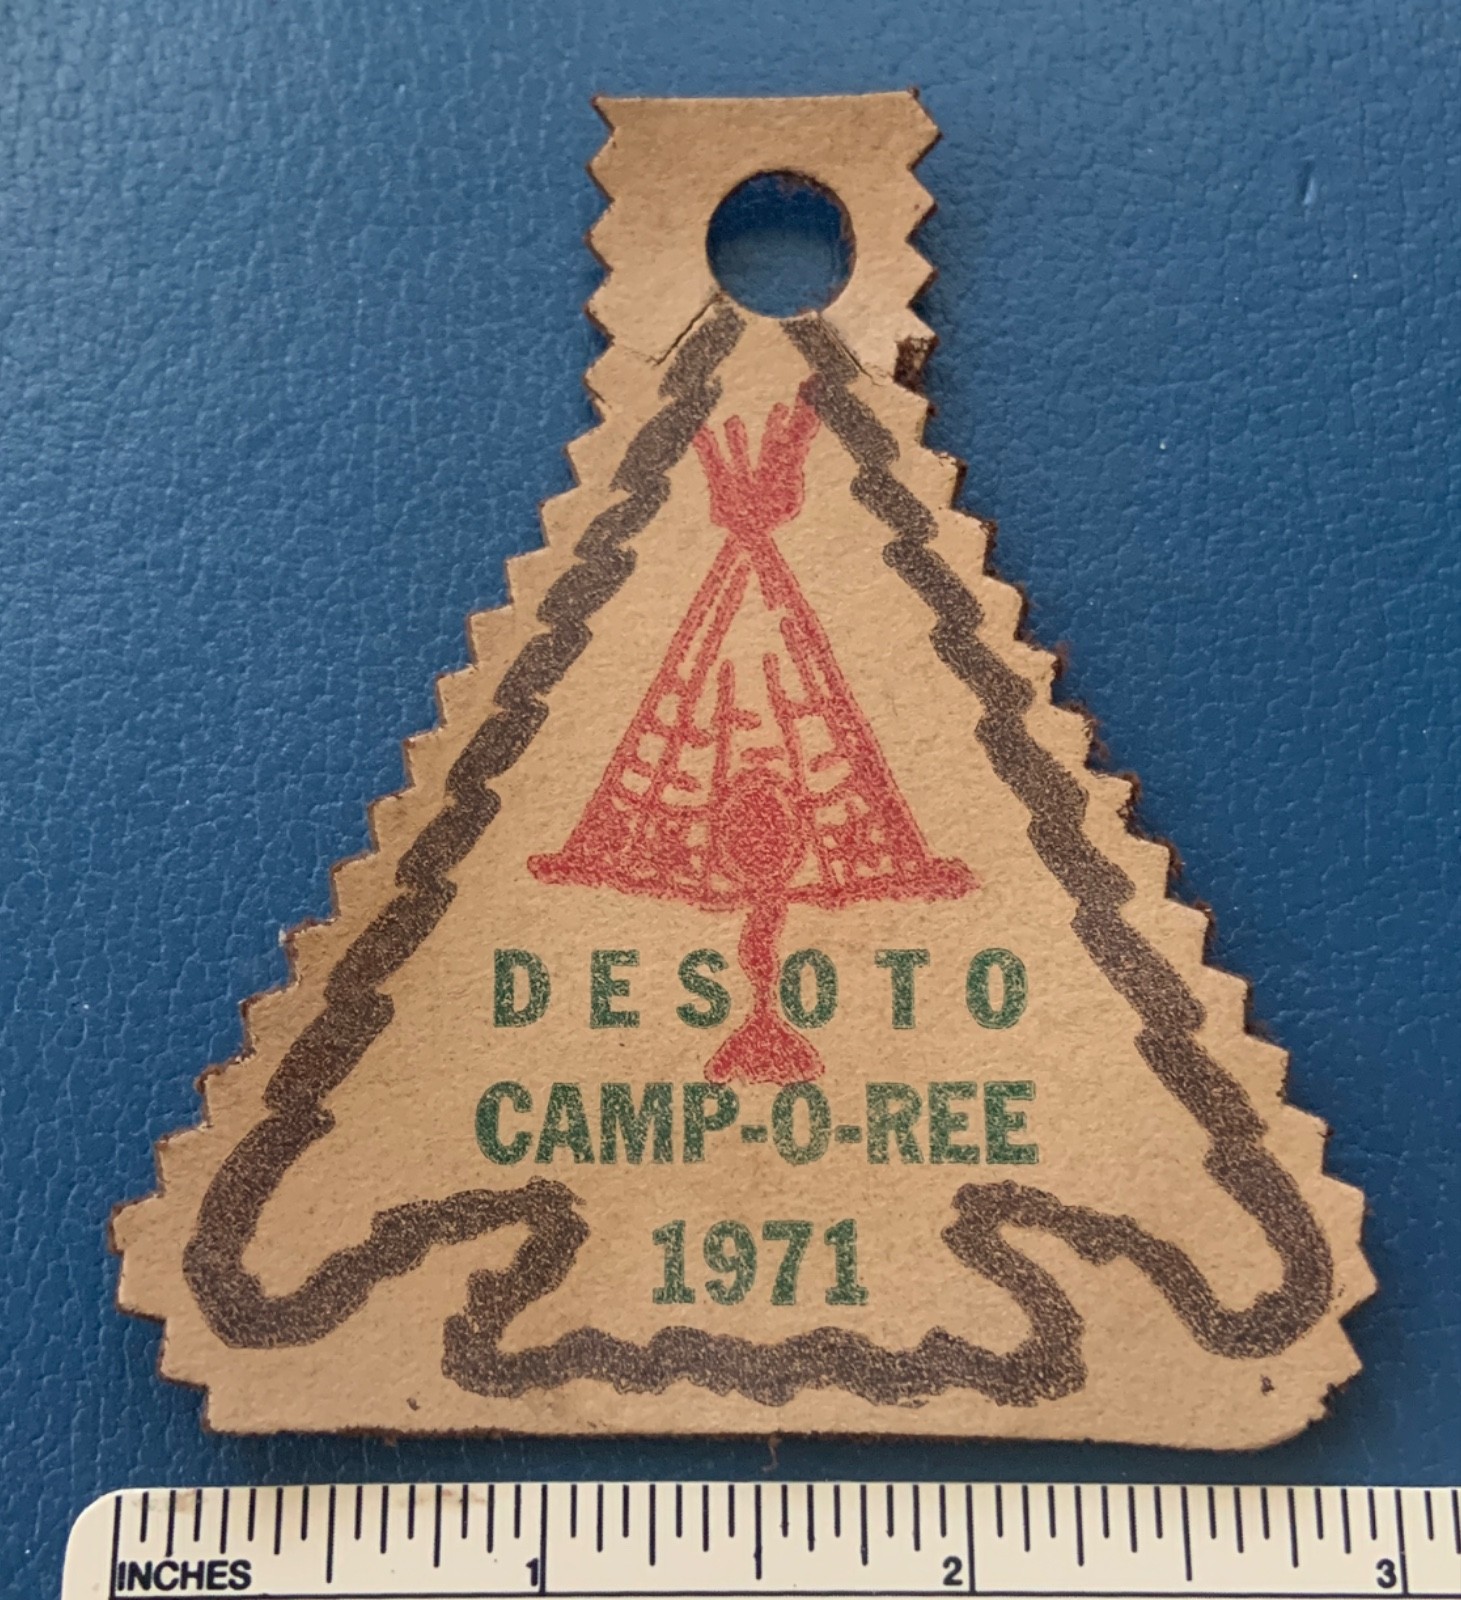 DESOTO
CAMP-O-REE
1971
INCHES 1 2 3